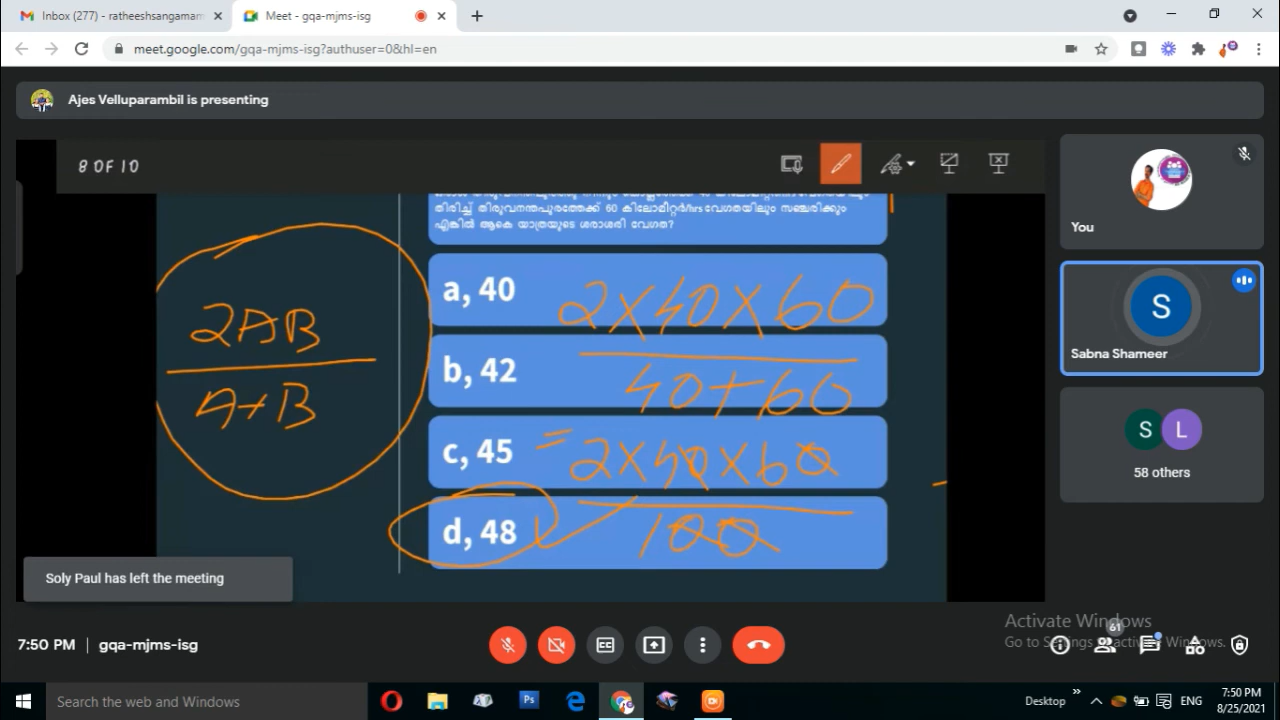 Inbox (277) - ratheeshsangamam
Meet - gqa-mjms-isg
meet.google.com/gqa-mjms-isg?authuser=0&hl=en
Ajes Velluparambil is presenting
8 OF 10
തിരിച്ച് തിരുവനന്തപുരത്തേക്ക് 60 കിലോമീറ്റർ/hrs വേഗതയിലും സഞ്ചരിക്കും
എങ്കിൽ ആകെ യാത്രയുടെ ശരാശരി വേഗത?
a, 40
2×40×60
b, 42
40+60
c, 45
=2×40×60
d, 48
100
2AB
A+B
You
S
Sabna Shameer
S L
58 others
Soly Paul has left the meeting
7:50 PM | gqa-mjms-isg
61
Activate Windows
Go to Settings to activate Windows.
Search the web and Windows
Ps
Desktop
ENG
7:50 PM
8/25/2021